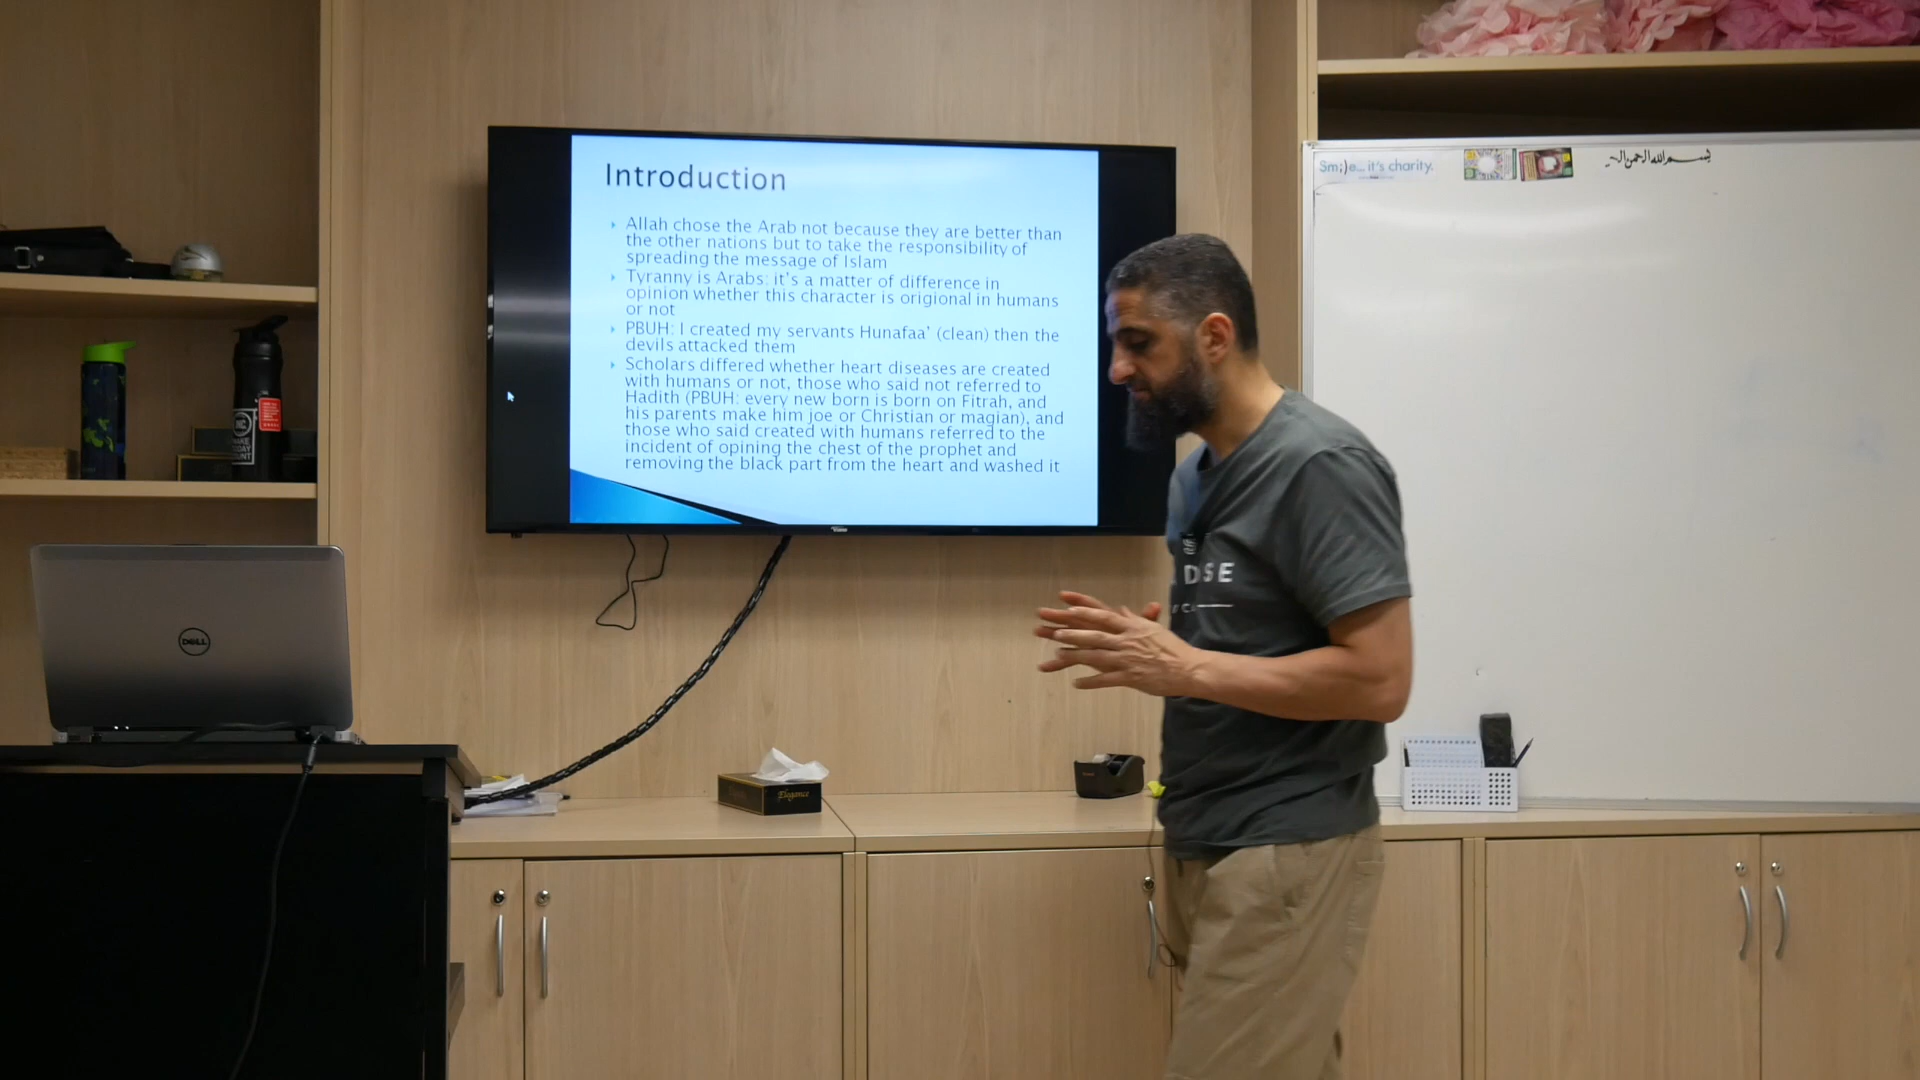 Introduction
Allah chose the Arab not because they are better than
the other nations but to take the responsibility of
spreading the message of Islam
Tyranny is Arabs: it's a matter of difference in
opinion whether this character is origional in humans
or not
PBUH: I created my servants Hunafaa' (clean) then the
devils attacked them
Scholars differed whether heart diseases are created
with humans or not, those who said not referred to
Hadith (PBUH: every new born is born on Fitrah, and
his parents make him joe or Christian or magian), and
those who said created with humans referred to the
incident of opining the chest of the prophet and
removing the black part from the heart and washed it
Sm;)e... it's charity.
بسم الله الرحمن الر
DELL
Elegance
DSE